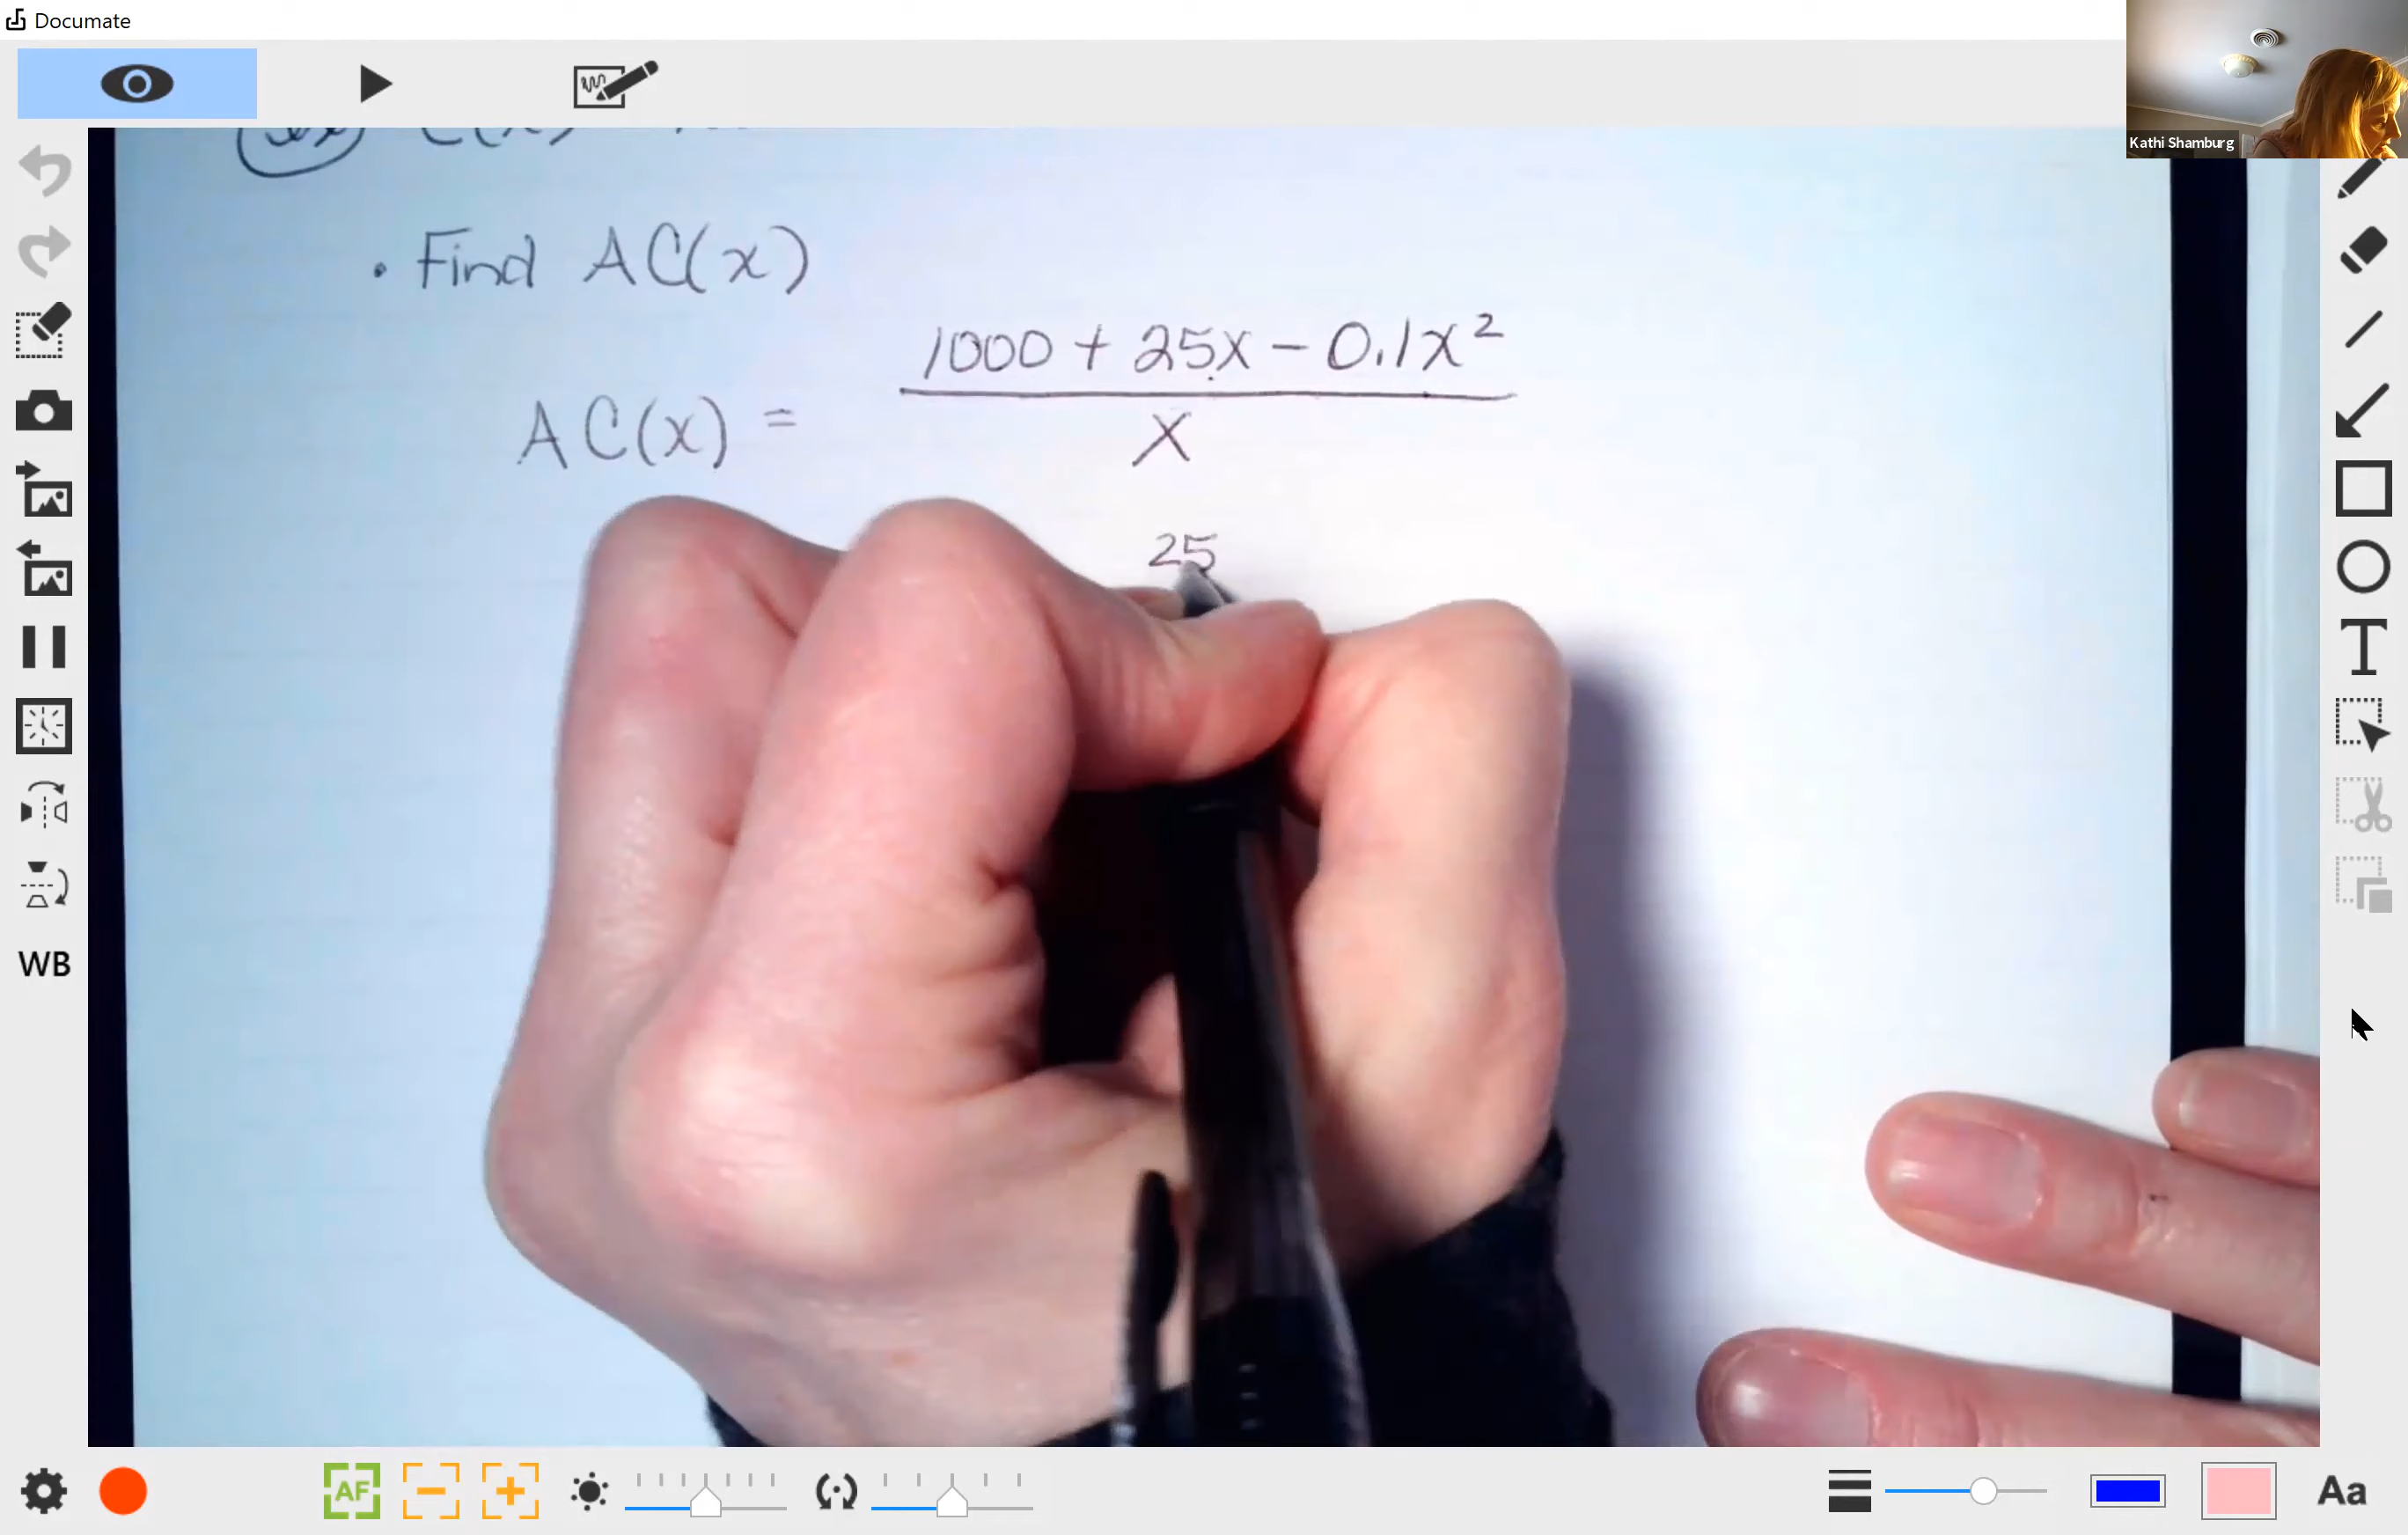 Documate
Kathi Shamburg
• Find AC(x)
1000 + 25x - 0.1x²
AC(x) =
x
25
WB
AF
T
Aa